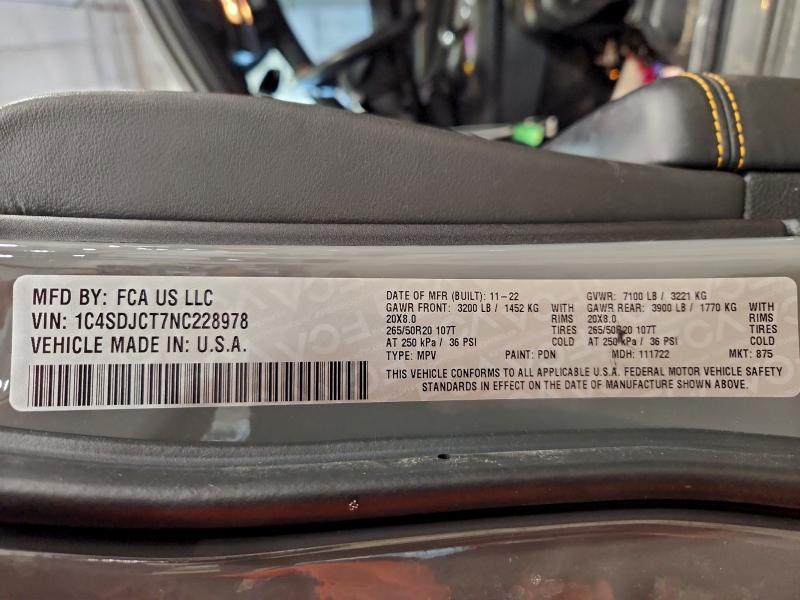 MFD BY: FCA US LLC
VIN: 1C4SDJCT7NC228978
VEHICLE MADE IN: U.S.A.
DATE OF MFR (BUILT): 11-22 GVWR: 7100 LB / 3221 KG
GAWR FRONT: 3200 LB / 1452 KG WITH GAWR REAR: 3900 LB / 1770 KG WITH
20X8.0 RIMS 20X8.0 RIMS
265/50R20 107T TIRES 265/50R20 107T TIRES
AT 250 kPa / 36 PSI COLD AT 250 kPa / 36 PSI COLD
TYPE: MPV PAINT: PDN MDH: 111722 MKT: 875
THIS VEHICLE CONFORMS TO ALL APPLICABLE U.S.A. FEDERAL MOTOR VEHICLE SAFETY
STANDARDS IN EFFECT ON THE DATE OF MANUFACTURE SHOWN ABOVE.